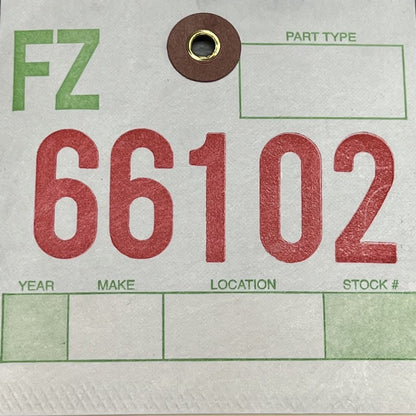 FZ
PART TYPE
66102
YEAR MAKE LOCATION STOCK #